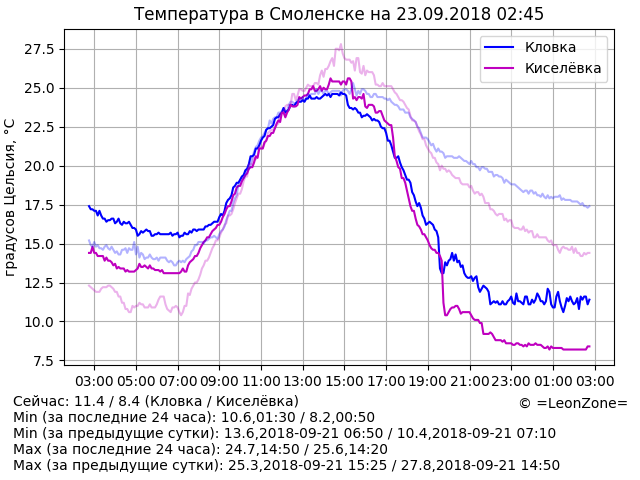 Температура в Смоленске на 23.09.2018 02:45
градусов Цельсия, °C
27.5
25.0
22.5
20.0
17.5
15.0
12.5
10.0
7.5
Кловка
Киселёвка
03:00 05:00 07:00 09:00 11:00 13:00 15:00 17:00 19:00 21:00 23:00 01:00 03:00
Сейчас: 11.4 / 8.4 (Кловка / Киселёвка)
© =LeonZone=
Min (за последние 24 часа): 10.6,01:30 / 8.2,00:50
Min (за предыдущие сутки): 13.6,2018-09-21 06:50 / 10.4,2018-09-21 07:10
Max (за последние 24 часа): 24.7,14:50 / 25.6,14:20
Max (за предыдущие сутки): 25.3,2018-09-21 15:25 / 27.8,2018-09-21 14:50